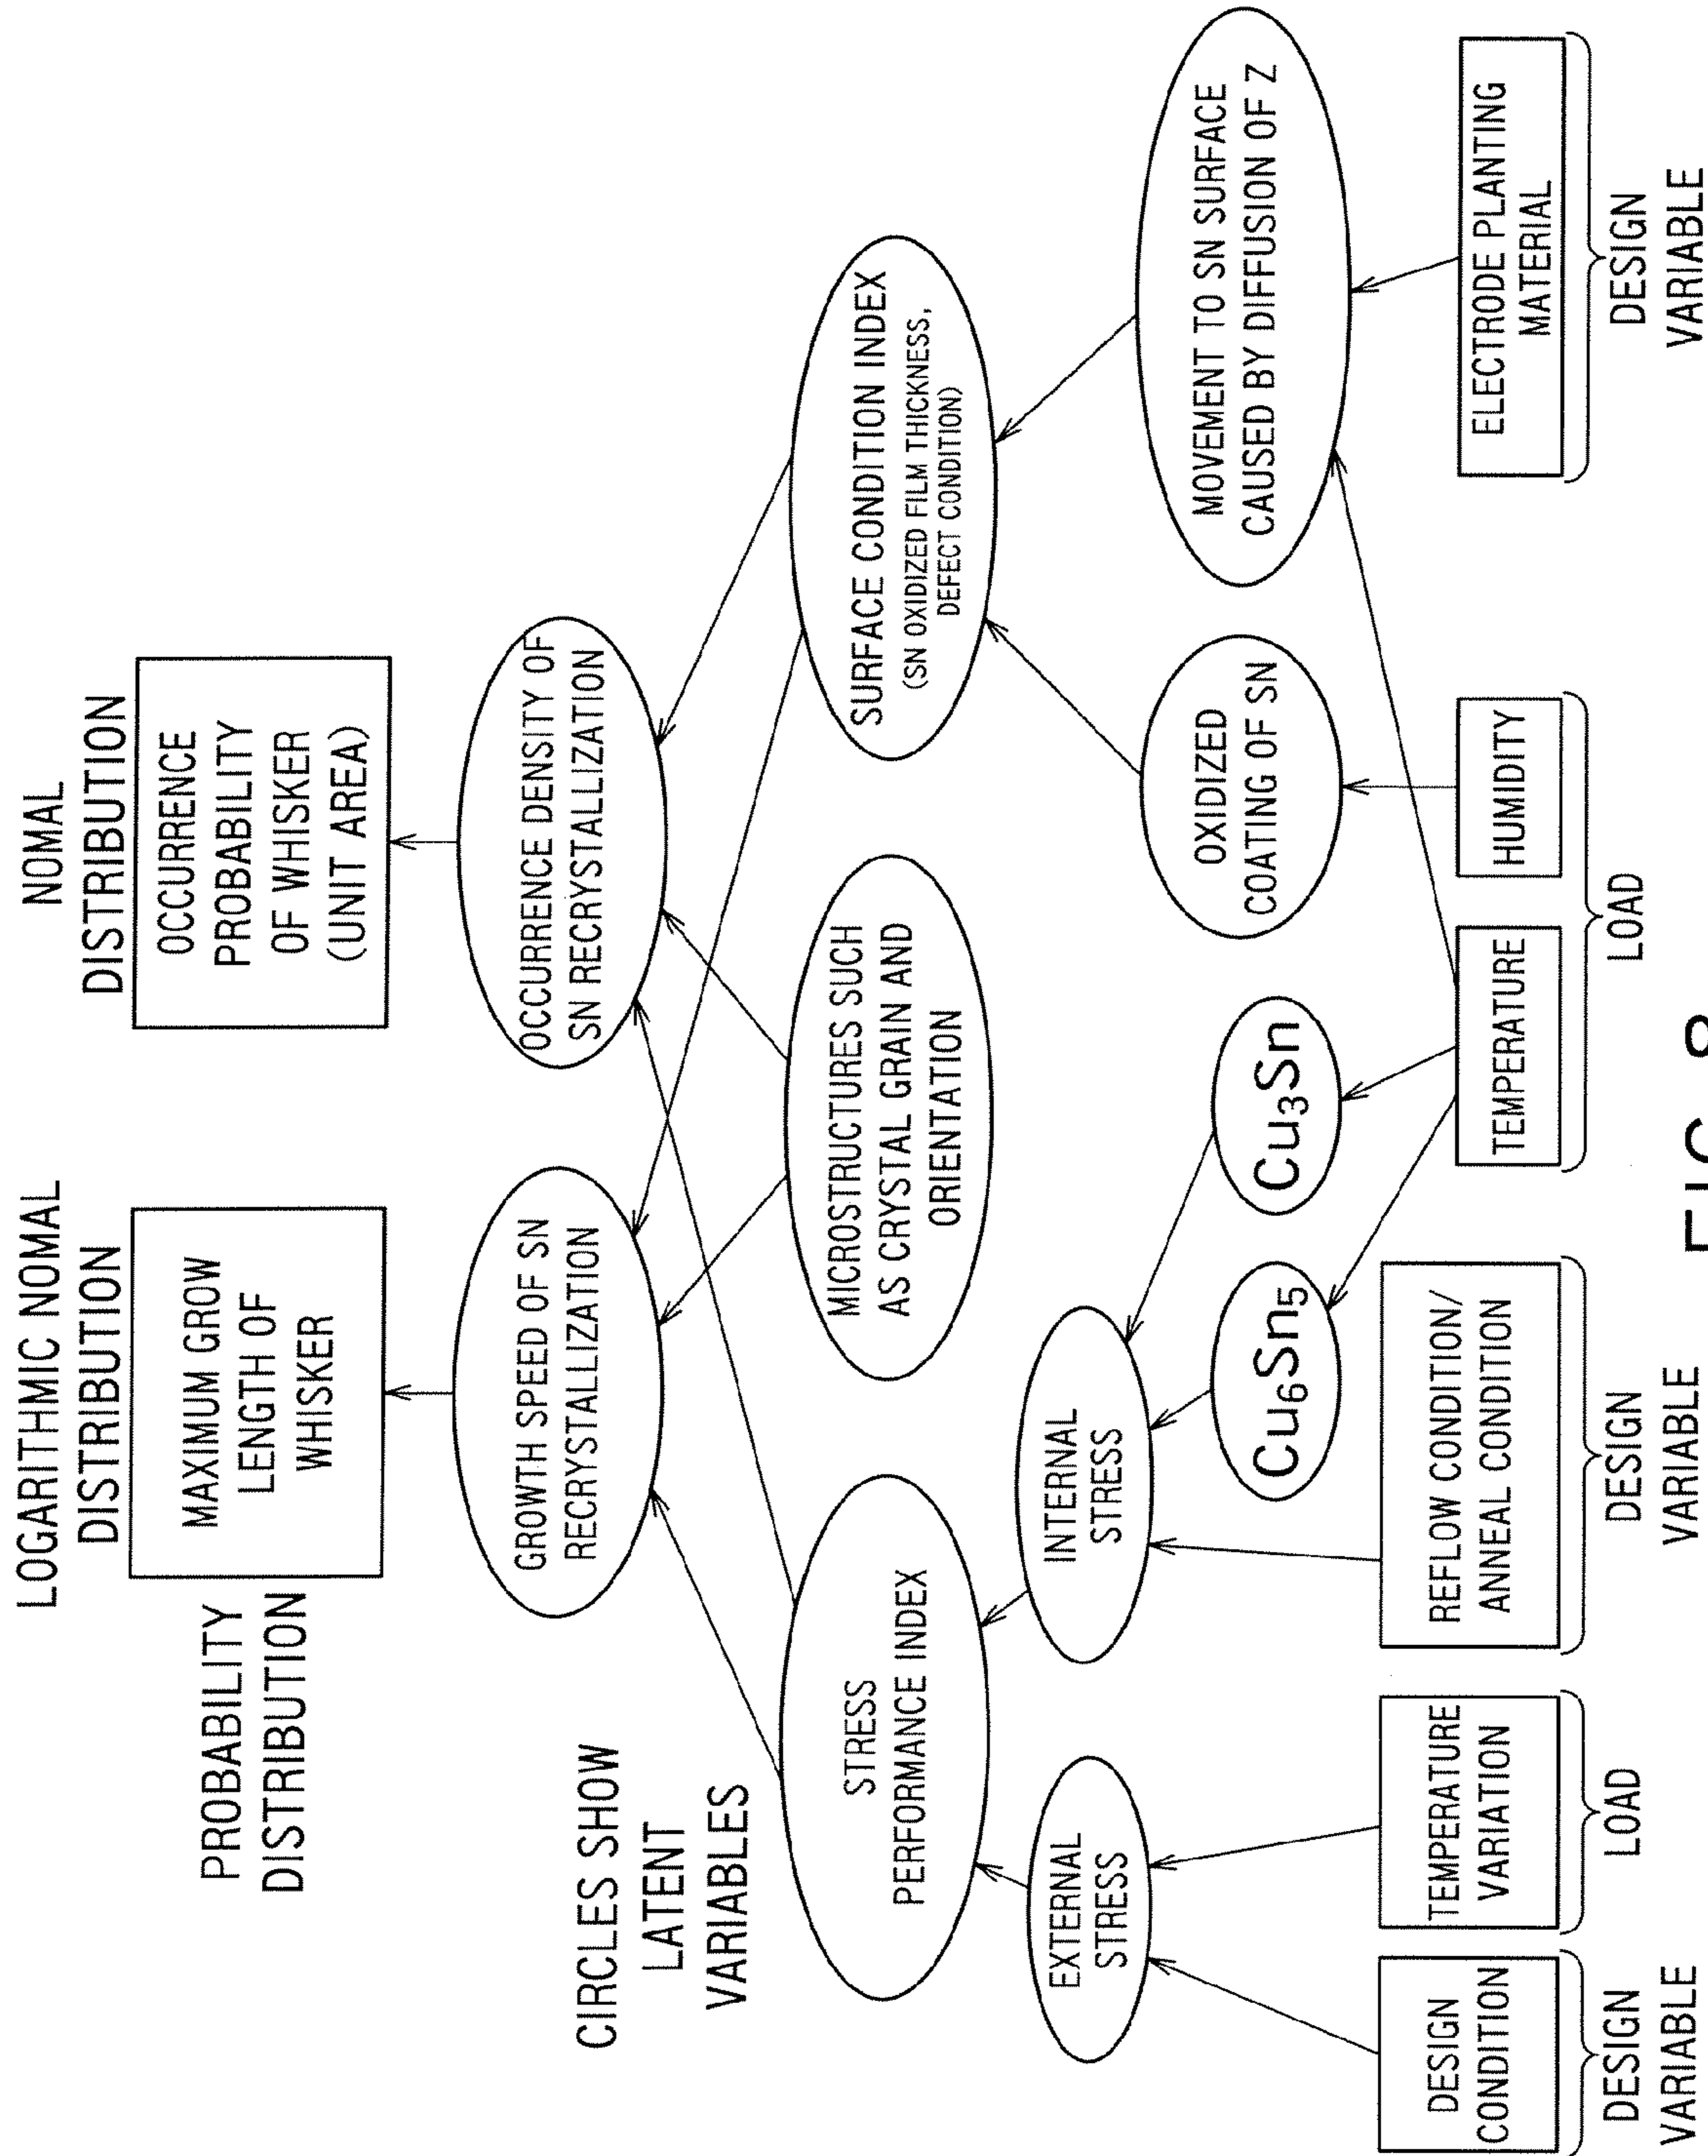 LOGARITHMIC NOMAL
DISTRIBUTION
NOMAL
DISTRIBUTION
PROBABILITY
DISTRIBUTION
MAXIMUM GROW
LENGTH OF
WHISKER
OCCURRENCE
PROBABILITY
OF WHISKER
(UNIT AREA)
CIRCLES SHOW
LATENT
VARIABLES
GROWTH SPEED OF SN
RECRYSTALLIZATION
OCCURRENCE DENSITY OF
SN RECRYSTALLIZATION
STRESS
PERFORMANCE INDEX
MICROSTRUCTURES SUCH
AS CRYSTAL GRAIN AND
ORIENTATION
SURFACE CONDITION INDEX
(SN OXIDIZED FILM THICKNESS,
DEFECT CONDITION)
EXTERNAL
STRESS
INTERNAL
STRESS
Cu6Sn5
Cu3Sn
OXIDIZED
COATING OF SN
MOVEMENT TO SN SURFACE
CAUSED BY DIFFUSION OF Z
DESIGN
CONDITION
TEMPERATURE
VARIATION
REFLOW CONDITION/
ANNEAL CONDITION
TEMPERATURE
HUMIDITY
ELECTRODE PLANTING
MATERIAL
DESIGN
VARIABLE
LOAD
DESIGN
VARIABLE
LOAD
DESIGN
VARIABLE